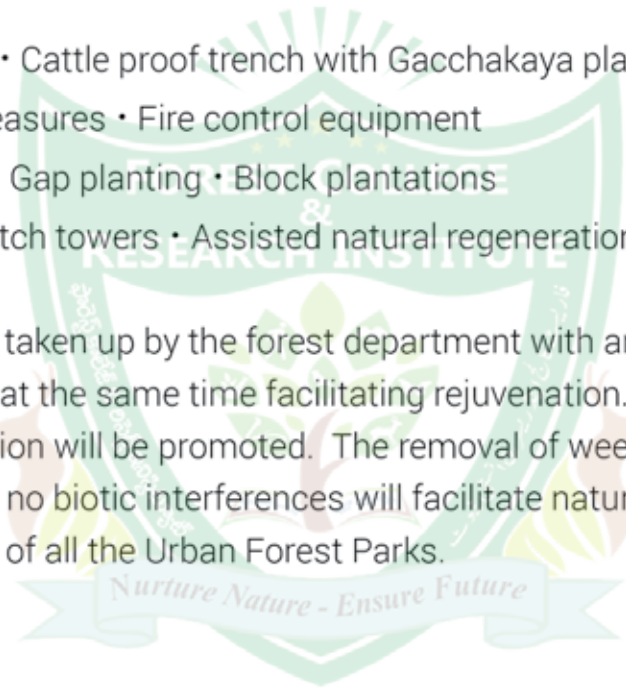 • Cattle proof trench with Gacchakaya pla
easures • Fire control equipment
Gap planting • Block plantations
FOREST COLLEGE
&
tch towers • Assisted natural regeneration
RESEARCH INSTITUTE
taken up by the forest department with a
at the same time facilitating rejuvenation.
ion will be promoted. The removal of wee
no biotic interferences will facilitate natu
of all the Urban Forest Parks.
Nurture Nature - Ensure Future